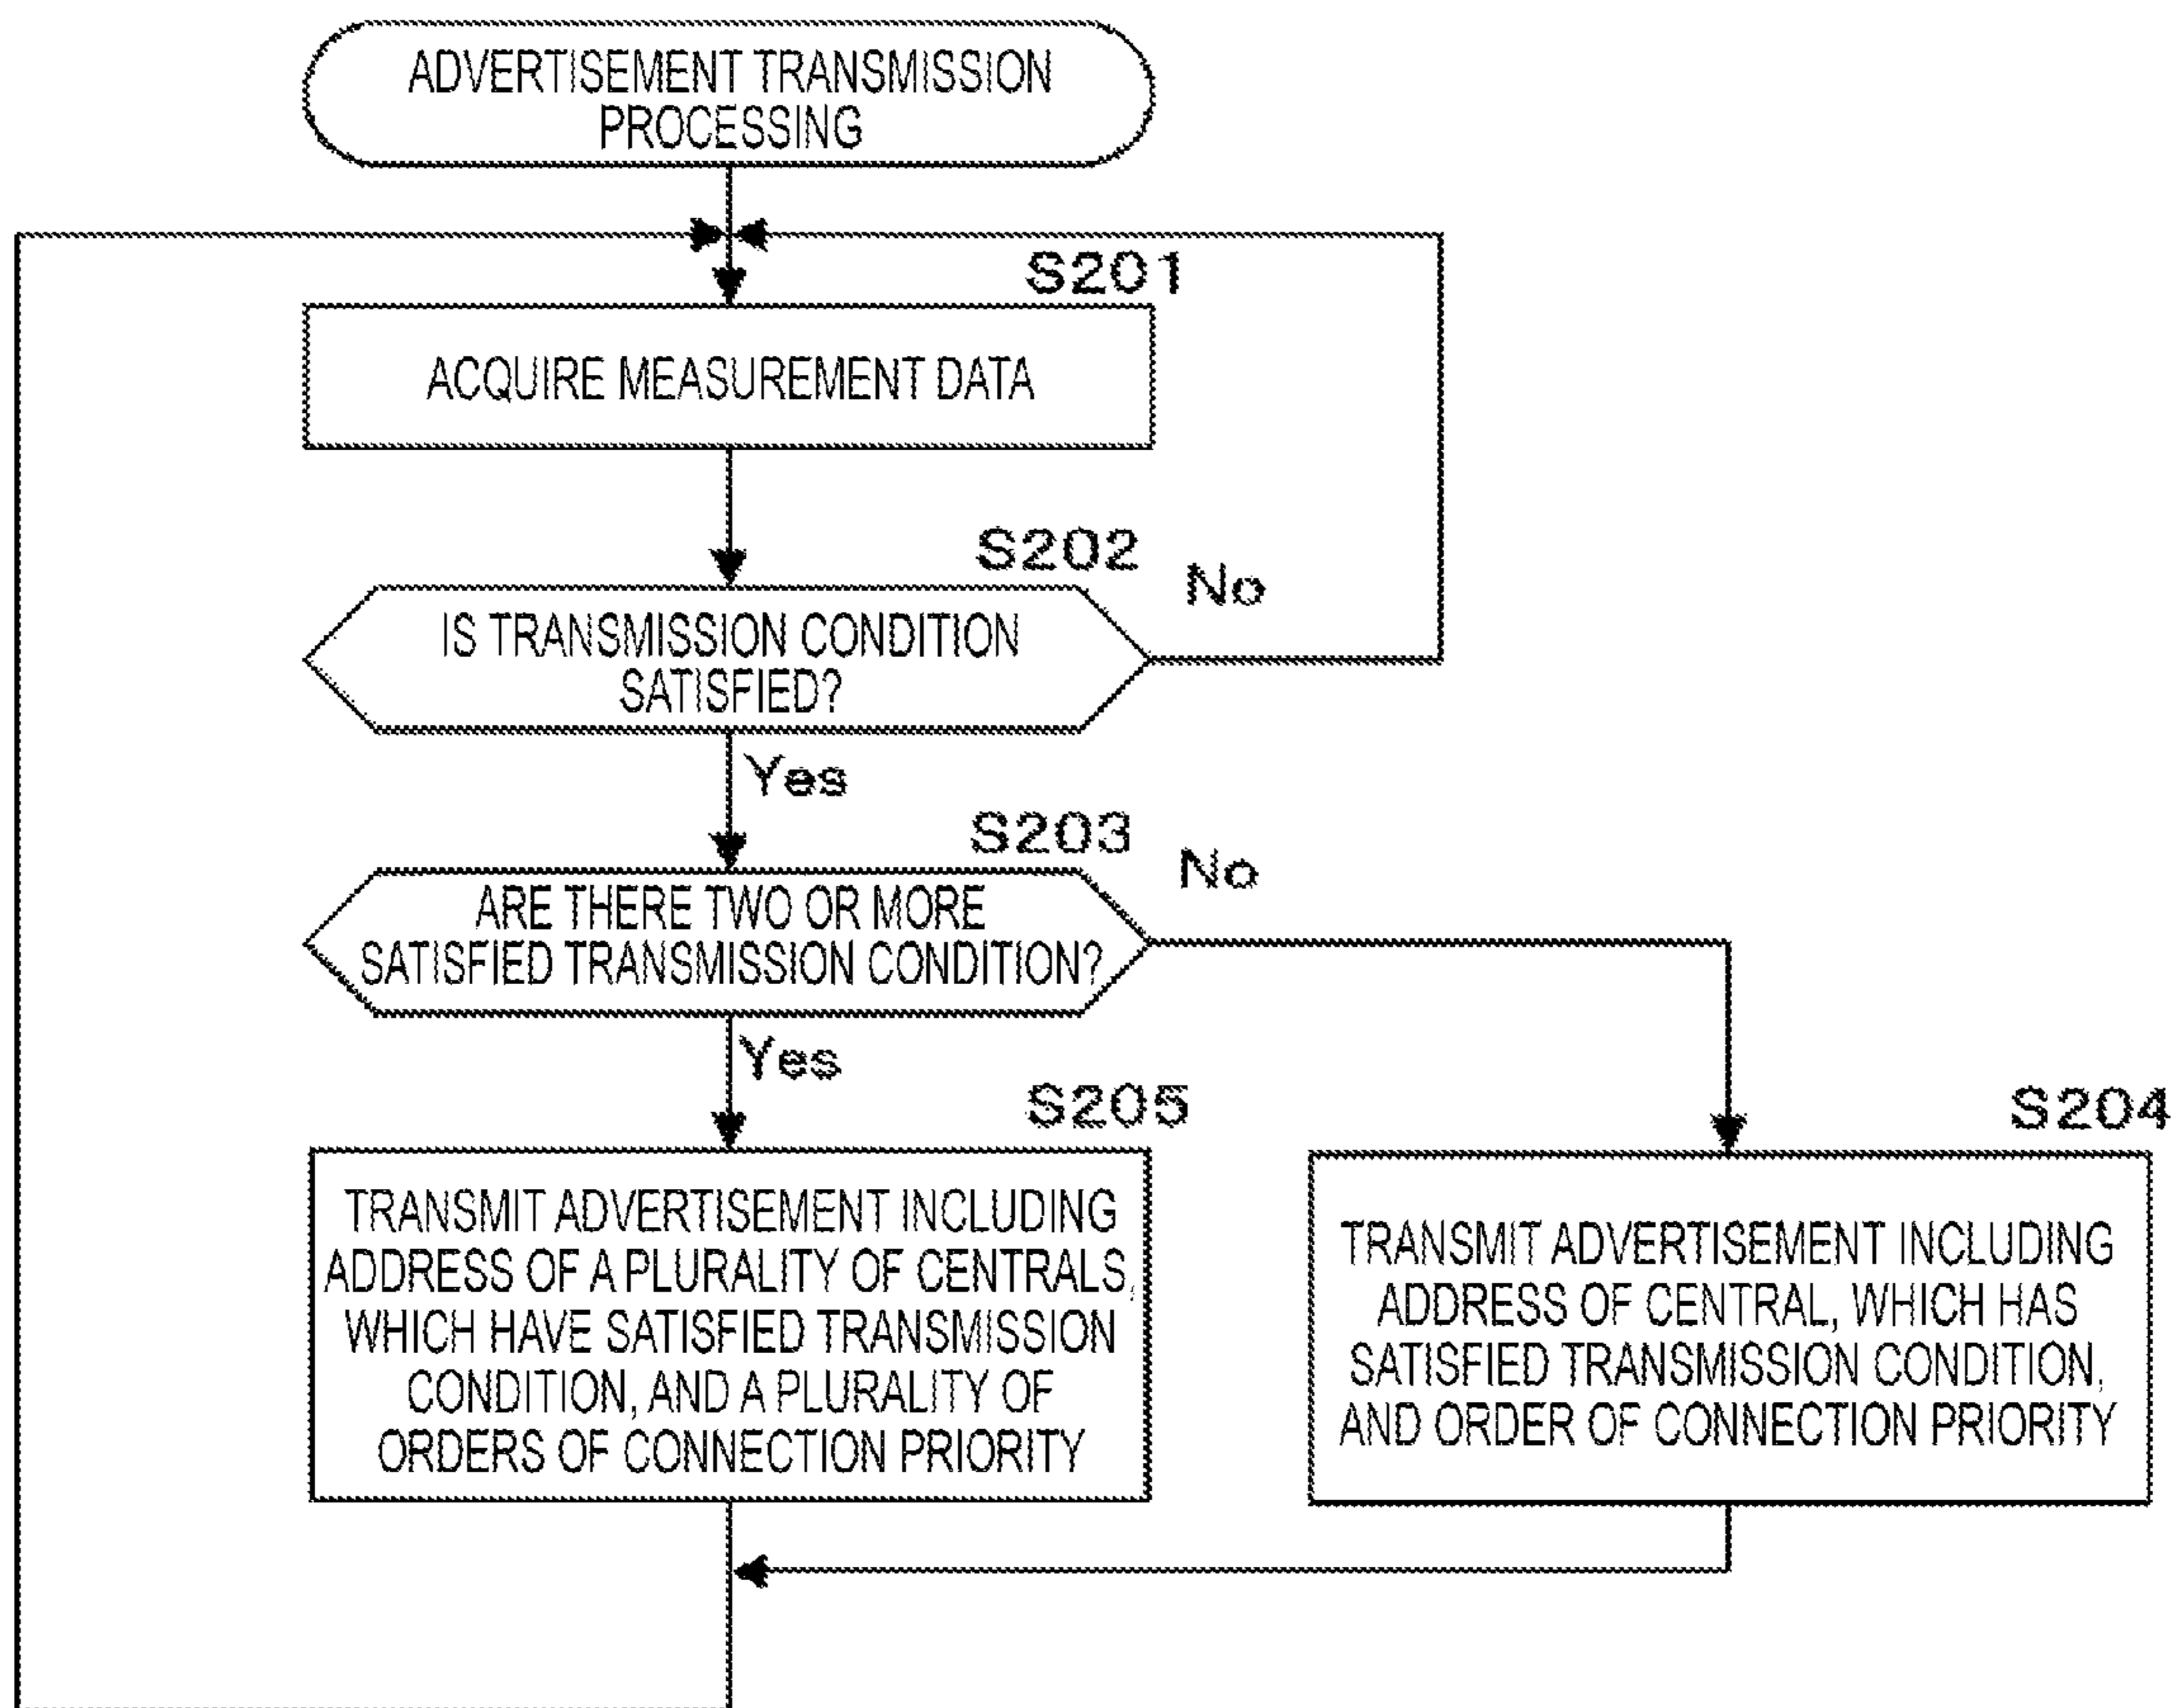 ADVERTISEMENT TRANSMISSION
PROCESSING
S201
ACQUIRE MEASUREMENT DATA
S202
No
IS TRANSMISSION CONDITION
SATISFIED?
Yes
S203
No
ARE THERE TWO OR MORE
SATISFIED TRANSMISSION CONDITION?
Yes
S205
TRANSMIT ADVERTISEMENT INCLUDING
ADDRESS OF A PLURALITY OF CENTRALS,
WHICH HAVE SATISFIED TRANSMISSION
CONDITION, AND A PLURALITY OF
ORDERS OF CONNECTION PRIORITY
S204
TRANSMIT ADVERTISEMENT INCLUDING
ADDRESS OF CENTRAL, WHICH HAS
SATISFIED TRANSMISSION CONDITION,
AND ORDER OF CONNECTION PRIORITY